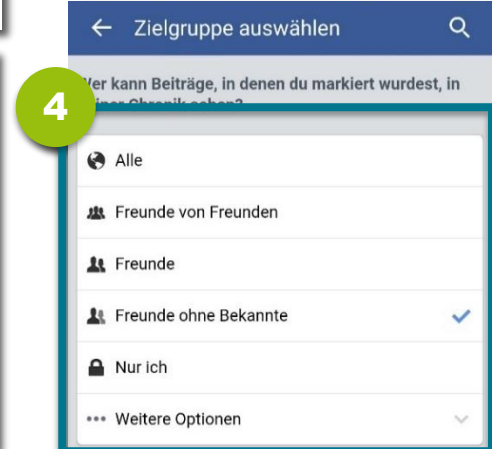 Zielgruppe auswählen
Wer kann Beiträge, in denen du markiert wurdest, in
Chronik sehen?
4
Alle
Freunde von Freunden
Freunde
Freunde ohne Bekannte
Nur ich
Weitere Optionen